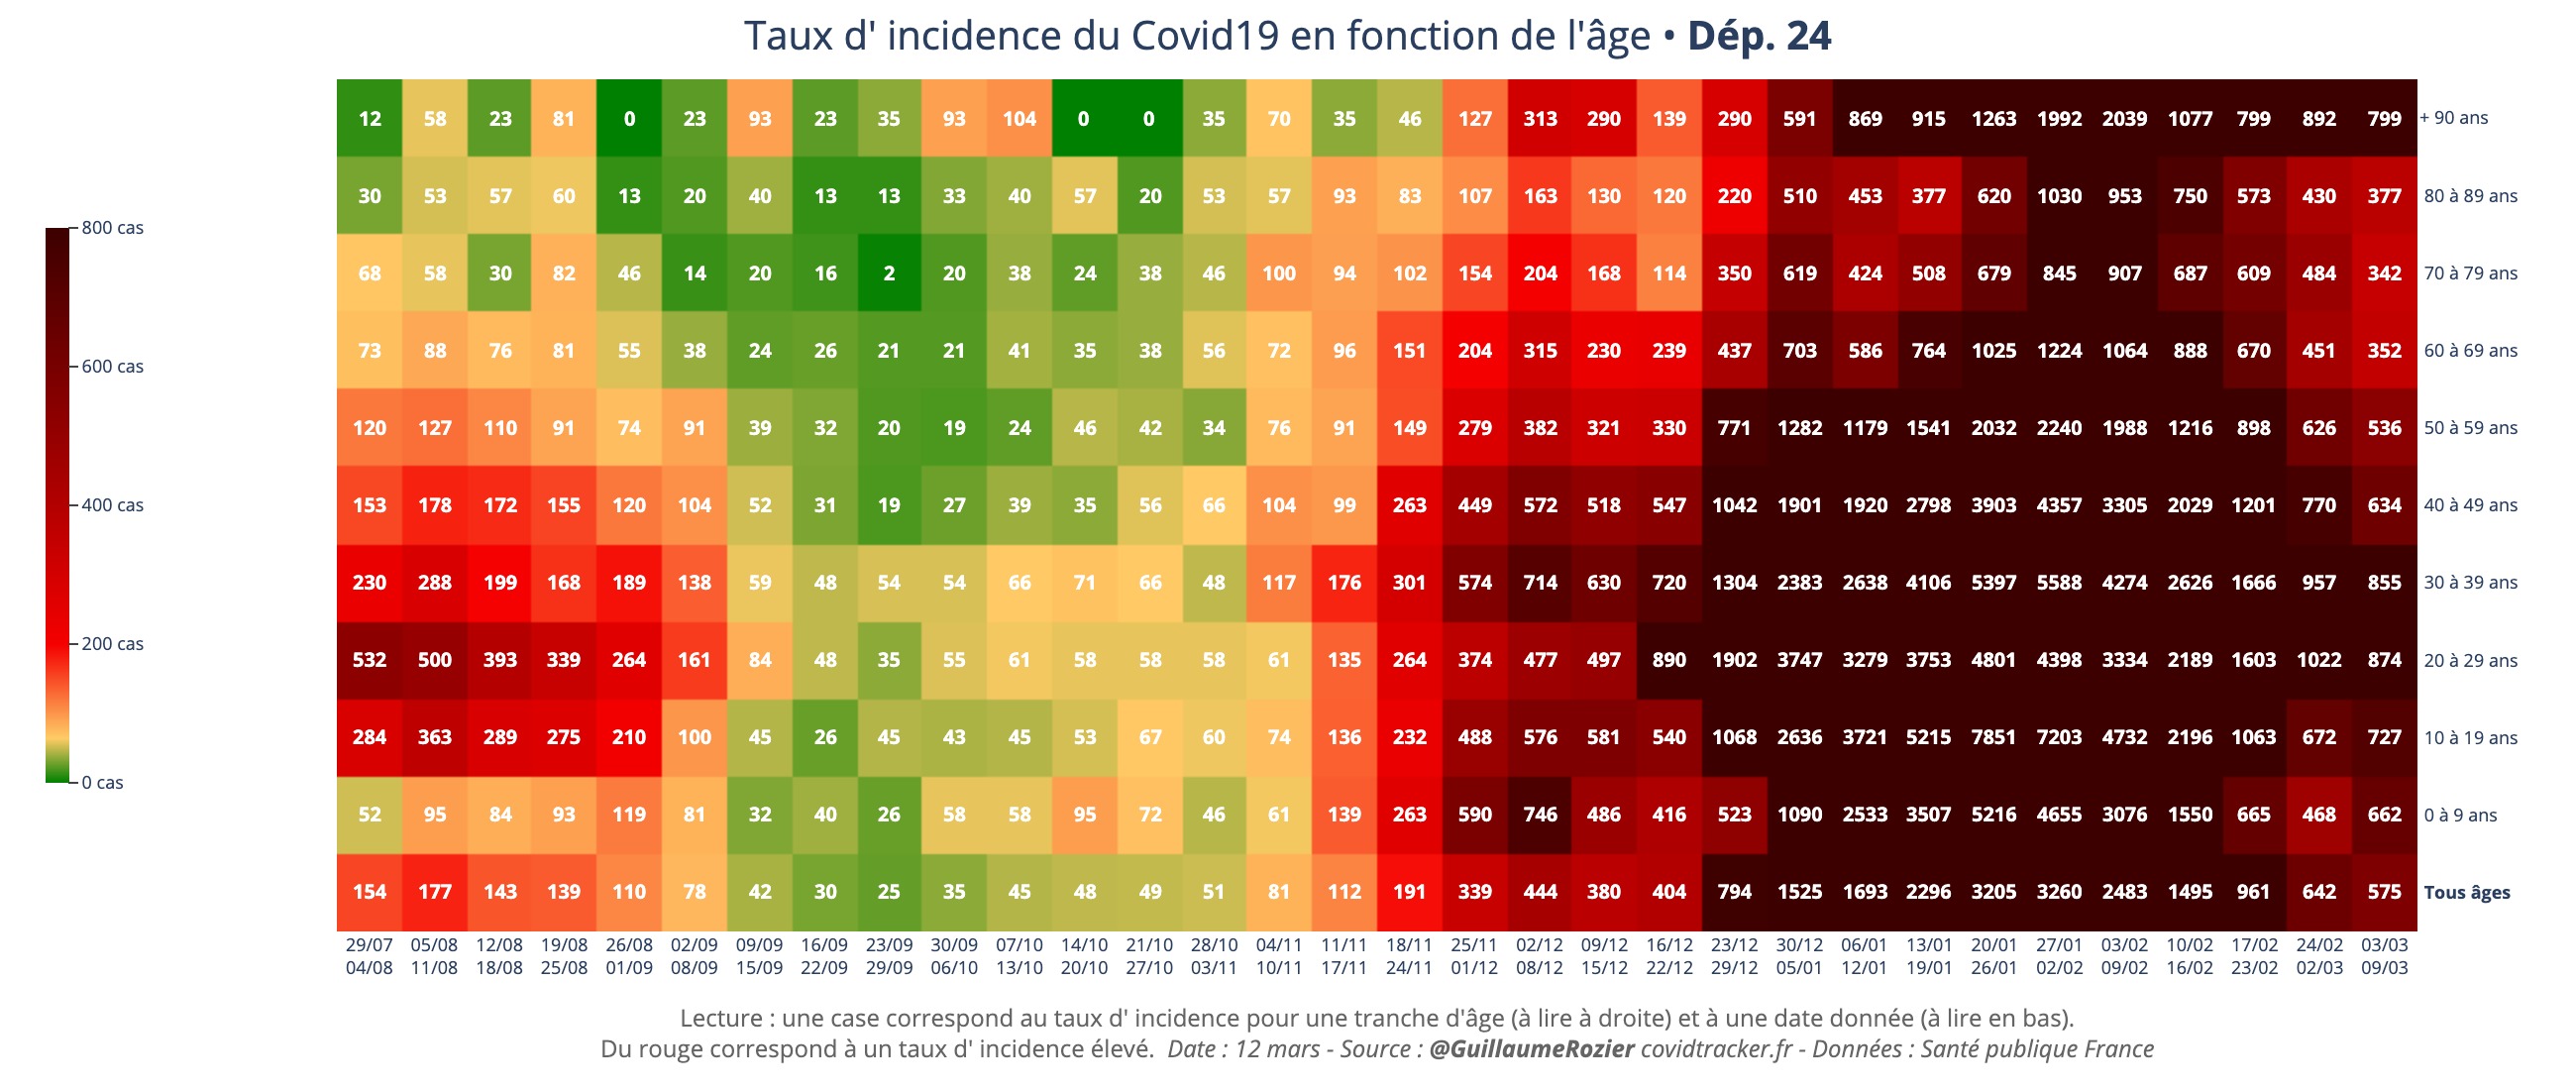 Taux d' incidence du Covid19 en fonction de l'âge • Dép. 24
800 cas
600 cas
400 cas
200 cas
0 cas
12 58 23 81 0 23 93 23 35 93 104 0 0 35 70 35 46 127 313 290 139 290 591 869 915 1263 1992 2039 1077 799 892 799 + 90 ans
30 53 57 60 13 20 40 13 13 33 40 57 20 53 57 93 83 107 163 130 120 220 510 453 377 620 1030 953 750 573 430 377 80 à 89 ans
68 58 30 82 46 14 20 16 2 20 38 24 38 46 100 94 102 154 204 168 114 350 619 424 508 679 845 907 687 609 484 342 70 à 79 ans
73 88 76 81 55 38 24 26 21 21 41 35 38 56 72 96 151 204 315 230 239 437 703 586 764 1025 1224 1064 888 670 451 352 60 à 69 ans
120 127 110 91 74 91 39 32 20 19 24 46 42 34 76 91 149 279 382 321 330 771 1282 1179 1541 2032 2240 1988 1216 898 626 536 50 à 59 ans
153 178 172 155 120 104 52 31 19 27 39 35 56 66 104 99 263 449 572 518 547 1042 1901 1920 2798 3903 4357 3305 2029 1201 770 634 40 à 49 ans
230 288 199 168 189 138 59 48 54 54 66 71 66 48 117 176 301 574 714 630 720 1304 2383 2638 4106 5397 5588 4274 2626 1666 957 855 30 à 39 ans
532 500 393 339 264 161 84 48 35 55 61 58 58 58 61 135 264 374 477 497 890 1902 3747 3279 3753 4801 4398 3334 2189 1603 1022 874 20 à 29 ans
284 363 289 275 210 100 45 26 45 43 45 53 67 60 74 136 232 488 576 581 540 1068 2636 3721 5215 7851 7203 4732 2196 1063 672 727 10 à 19 ans
52 95 84 93 119 81 32 40 26 58 58 95 72 46 61 139 263 590 746 486 416 523 1090 2533 3507 5216 4655 3076 1550 665 468 662 0 à 9 ans
154 177 143 139 110 78 42 30 25 35 45 48 49 51 81 112 191 339 444 380 404 794 1525 1693 2296 3205 3260 2483 1495 961 642 575 Tous âges
29/07 05/08 12/08 19/08 26/08 02/09 09/09 16/09 23/09 30/09 07/10 14/10 21/10 28/10 04/11 11/11 18/11 25/11 02/12 09/12 16/12 23/12 30/12 06/01 13/01 20/01 27/01 03/02 10/02 17/02 24/02 03/03
04/08 11/08 18/08 25/08 01/09 08/09 15/09 22/09 29/09 06/10 13/10 20/10 27/10 03/11 10/11 17/11 24/11 01/12 08/12 15/12 22/12 29/12 05/01 12/01 19/01 26/01 02/02 09/02 16/02 23/02 02/03 09/03
Lecture : une case correspond au taux d' incidence pour une tranche d'âge (à lire à droite) et à une date donnée (à lire en bas).
Du rouge correspond à un taux d' incidence élevé. Date : 12 mars - Source : @GuillaumeRozier covidtracker.fr - Données : Santé publique France